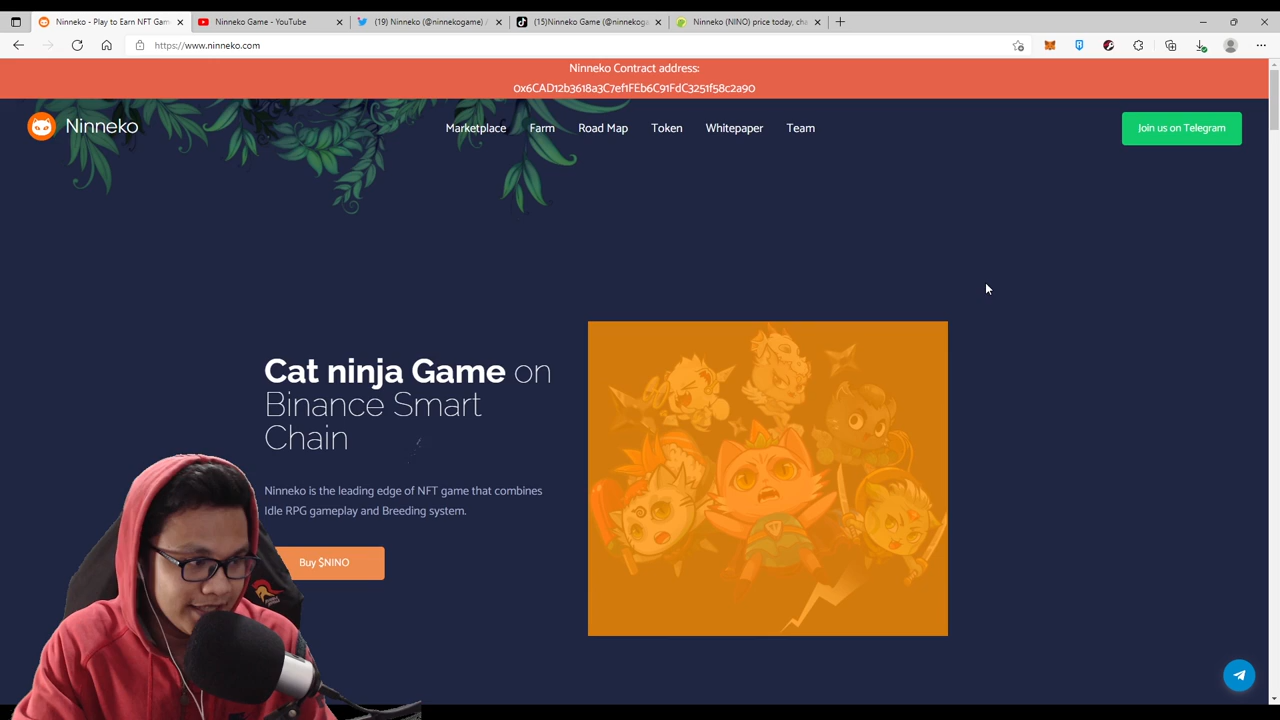 Ninneko - Play to Earn NFT Gam
Ninneko Game - YouTube
(19) Ninneko (@ninnekogame) /
(15)Ninneko Game (@ninnekoga
Ninneko (NINO) price today, cha
https://www.ninneko.com
Ninneko Contract address:
0x6CAD12b3618a3C7ef1FEb6C91FdC3251f58c2a90
Ninneko
Marketplace
Farm
Road Map
Token
Whitepaper
Team
Join us on Telegram
Cat ninja Game on
Binance Smart
Chain
Ninneko is the leading edge of NFT game that combines
Idle RPG gameplay and Breeding system.
Buy $NINO